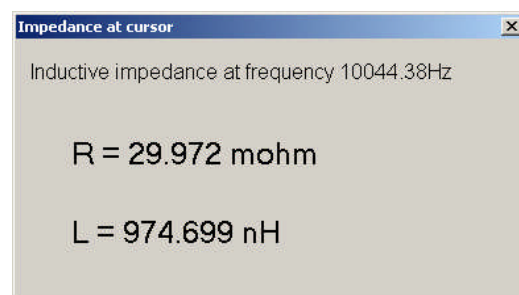 Impedance at cursor
Inductive impedance at frequency 10044.38Hz
R = 29.972 mohm
L = 974.699 nH